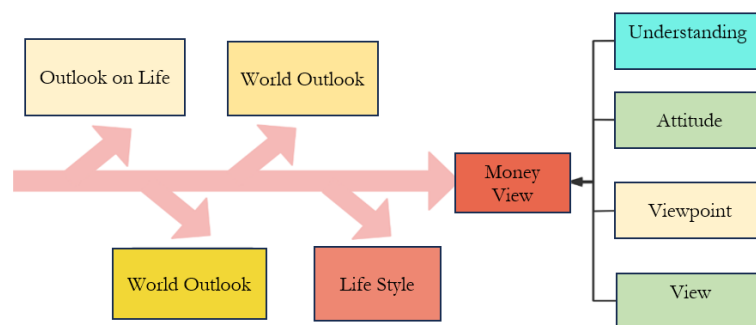 Outlook on Life
World Outlook
World Outlook
Life Style
Money
View
Understanding
Attitude
Viewpoint
View